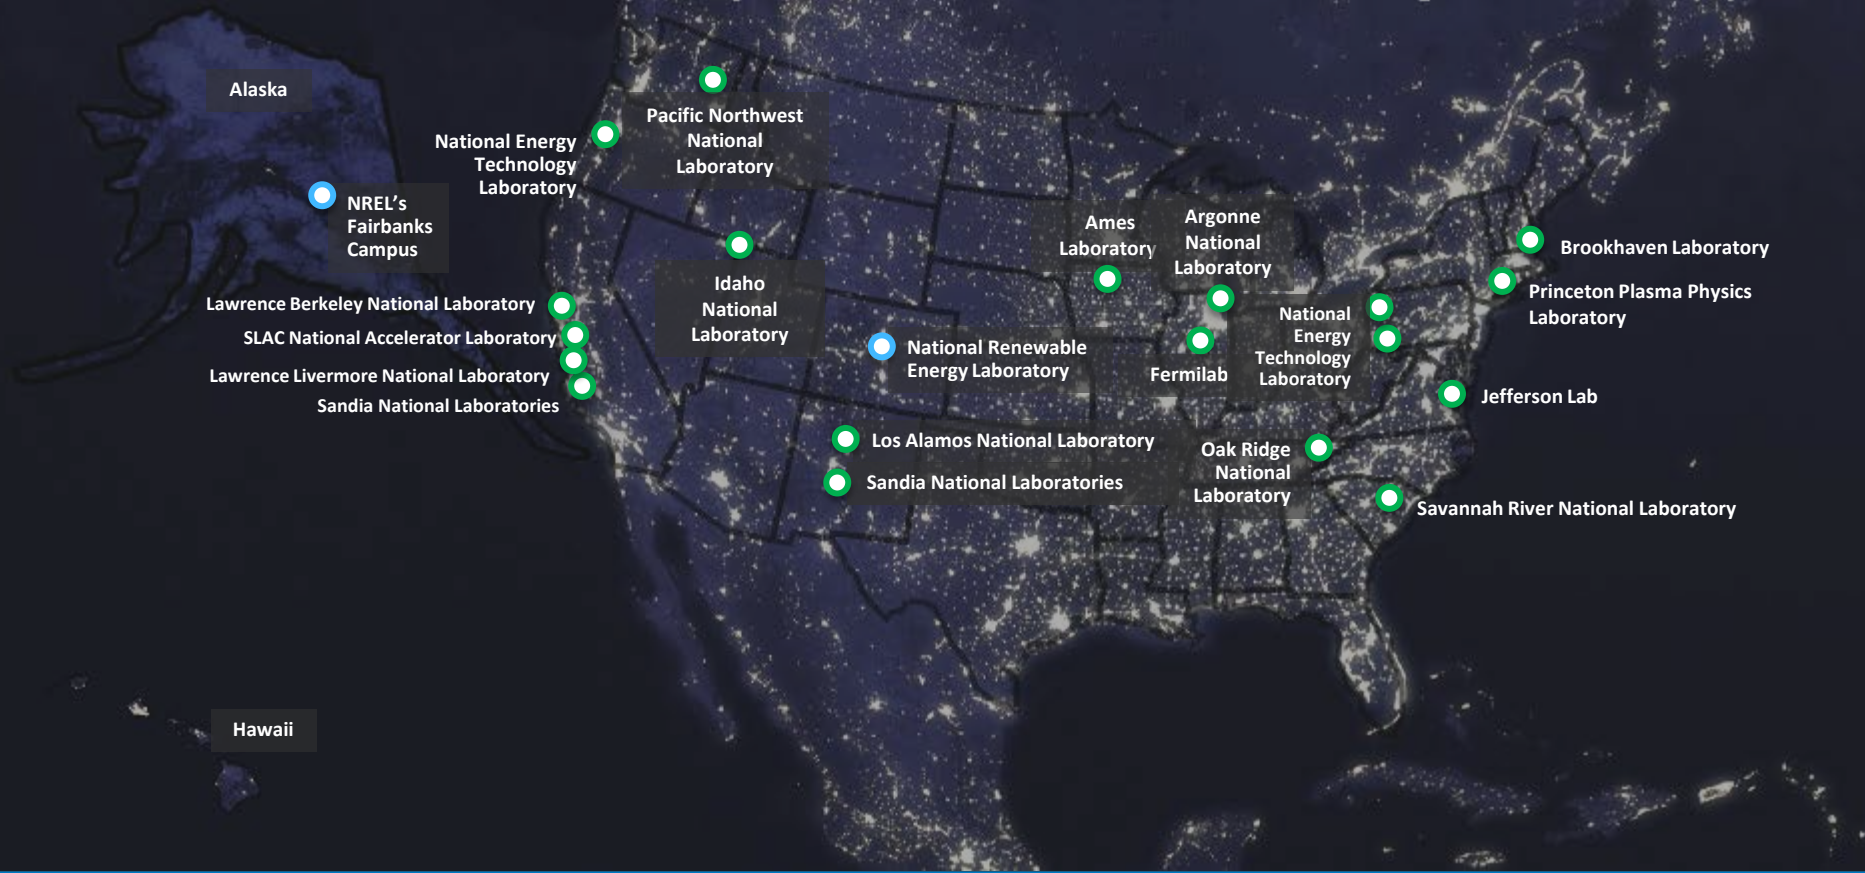 Alaska
Pacific Northwest
National
Laboratory
National Energy
Technology
Laboratory
NREL's
Fairbanks
Campus
Ames
Laboratory
Argonne
National
Laboratory
Brookhaven Laboratory
Princeton Plasma Physics
Laboratory
Idaho
National
Laboratory
Lawrence Berkeley National Laboratory
SLAC National Accelerator Laboratory
Lawrence Livermore National Laboratory
Sandia National Laboratories
National Renewable
Energy Laboratory
Fermilab
National
Energy
Technology
Laboratory
Jefferson Lab
Los Alamos National Laboratory
Sandia National Laboratories
Oak Ridge
National
Laboratory
Savannah River National Laboratory
Hawaii